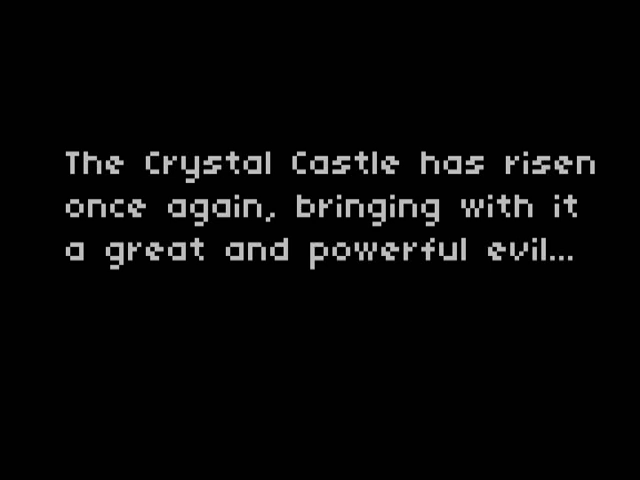 The Crystal Castle has risen
once again, bringing with it
a great and powerful evil...